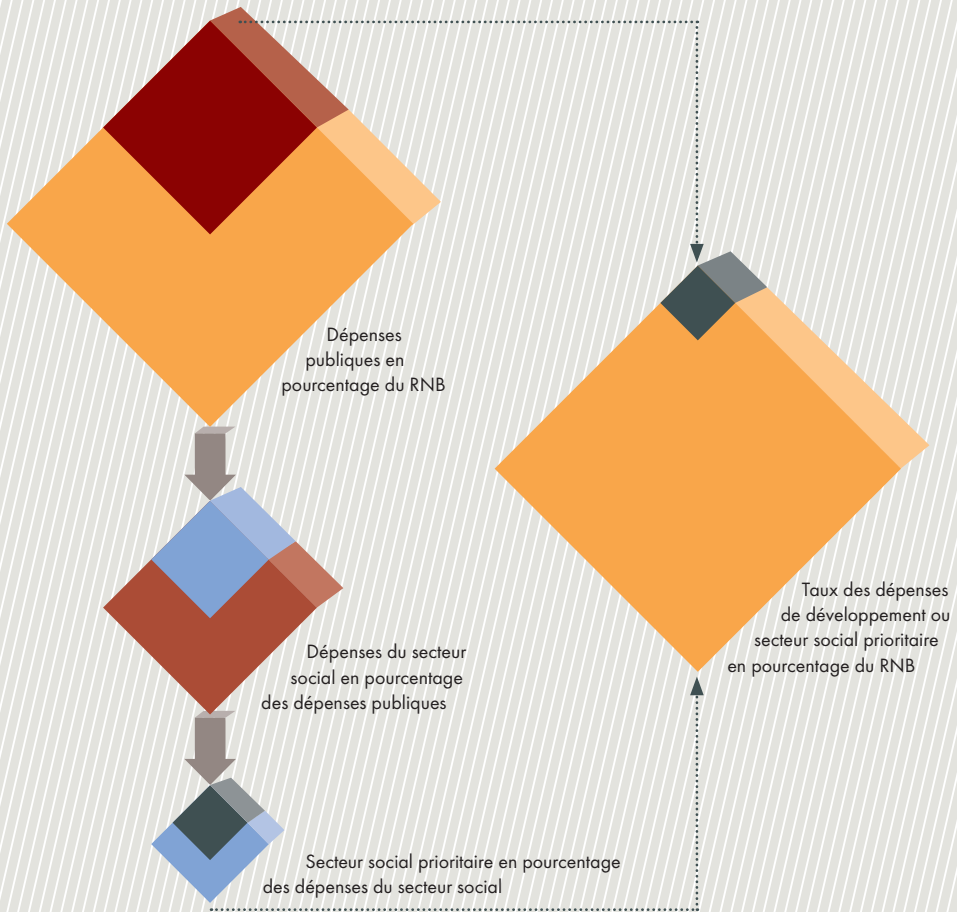 Dépenses
publiques en
pourcentage du RNB
Dépenses du secteur
social en pourcentage
des dépenses publiques
Secteur social prioritaire en pourcentage
des dépenses du secteur social
Taux des dépenses
de développement ou
secteur social prioritaire
en pourcentage du RNB